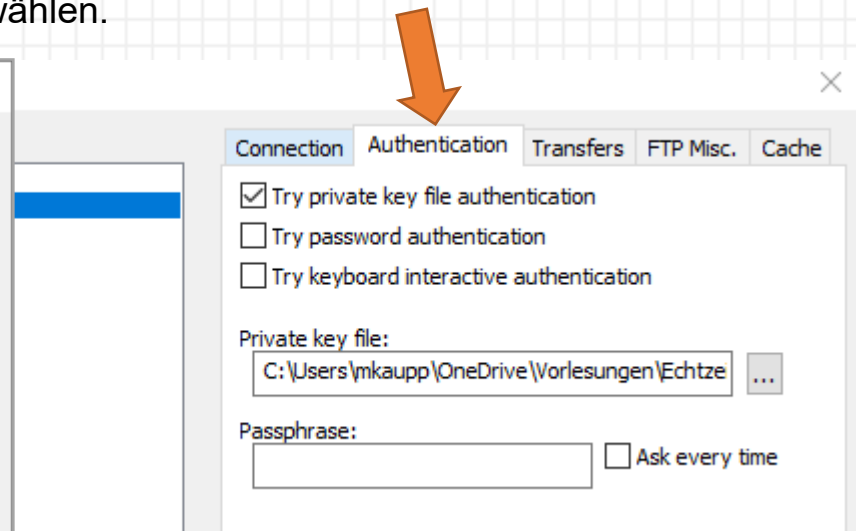 wählen.
Connection Authentication Transfers FTP Misc. Cache
Try private key file authentication
Try password authentication
Try keyboard interactive authentication
Private key file:
C:\Users\mkaupp\OneDrive\Vorlesungen\Echtze
...
Passphrase:
Ask every time